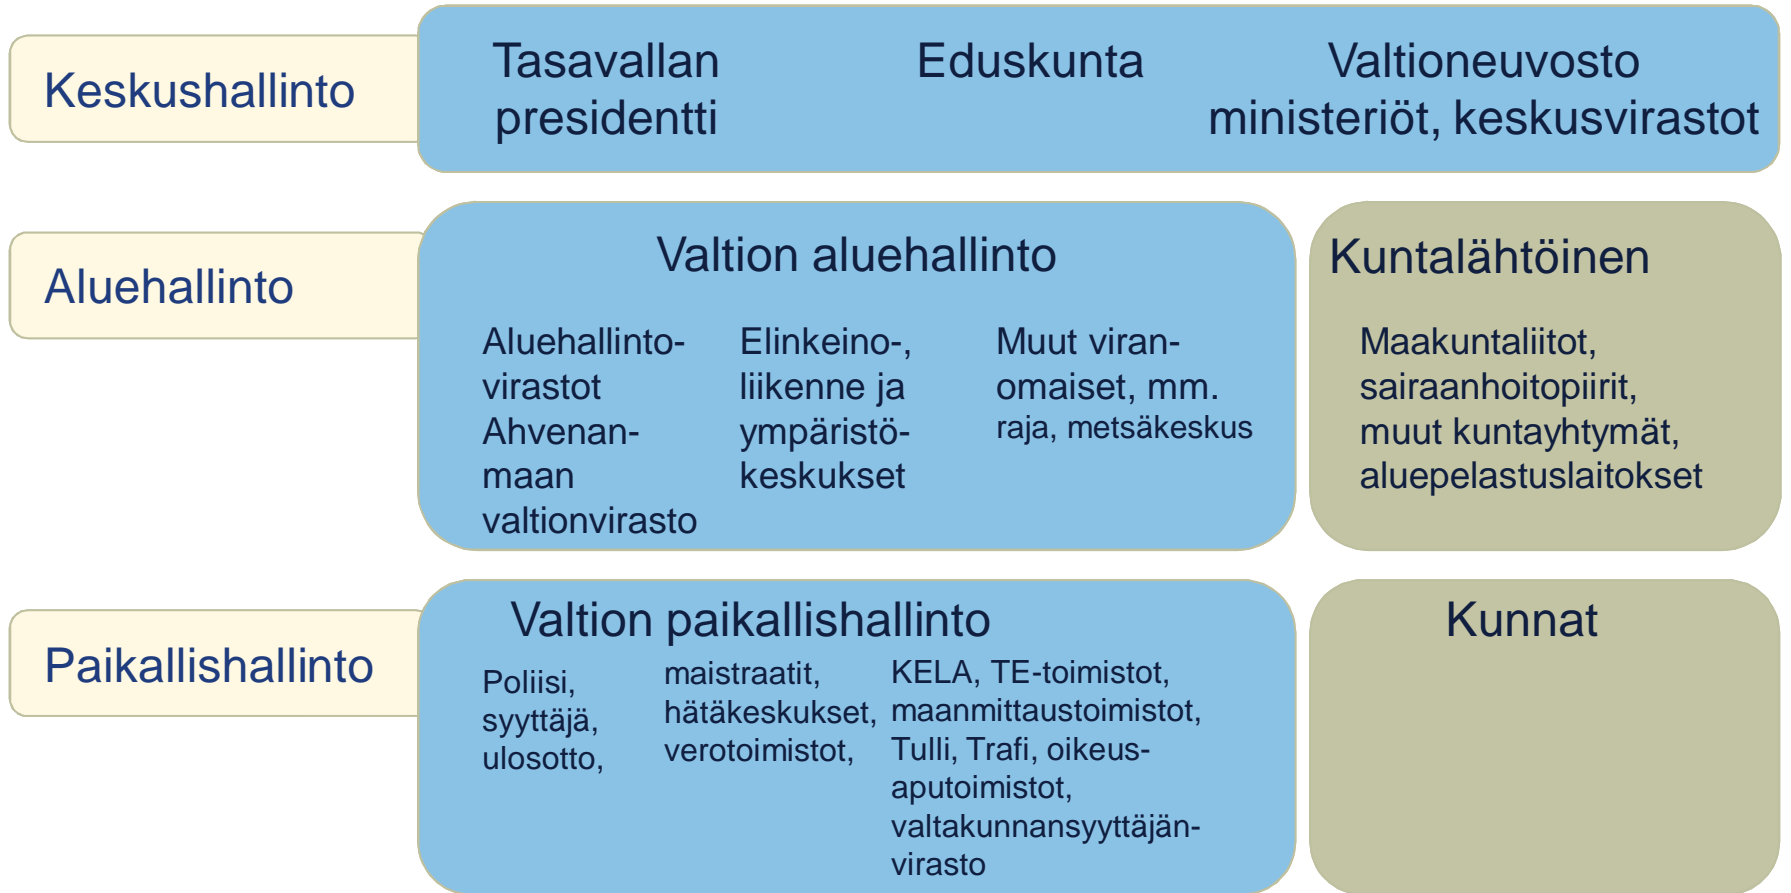 Keskushallinto
Tasavallan
presidentti
Eduskunta
Valtioneuvosto
ministeriöt, keskusvirastot
Aluehallinto
Valtion aluehallinto
Aluehallinto-
virastot
Ahvenan-
maan
valtionvirasto
Elinkeino-,
liikenne ja
ympäristö-
keskukset
Muut viran-
omaiset, mm.
raja, metsäkeskus
Kuntalähtöinen
Maakuntaliitot,
sairaanhoitopiirit,
muut kuntayhtymät,
aluepelastuslaitokset
Paikallishallinto
Valtion paikallishallinto
Poliisi,
syyttäjä,
ulosotto,
maistraatit,
hätäkeskukset,
verotoimistot,
KELA, TE-toimistot,
maanmittaustoimistot,
Tulli, Trafi, oikeus-
aputoimistot,
valtakunnansyyttäjän-
virasto
Kunnat